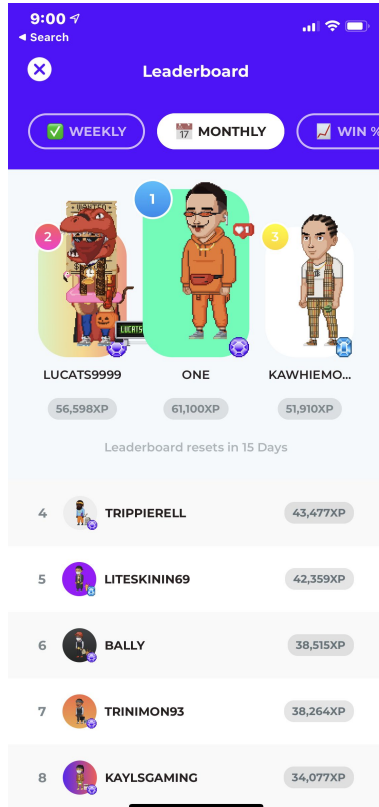 9:00
◀ Search
Leaderboard
WEEKLY
MONTHLY
WIN %
WANTED
2
1
3
1
LUCATS
LUCATS9999
ONE
KAWHIEMO...
56,598XP
61,100XP
51,910XP
Leaderboard resets in 15 Days
4 TRIPPIERELL 43,477XP
5 LITESKININ69 42,359XP
6 BALLY 38,515XP
7 TRINIMON93 38,264XP
8 KAYLSGAMING 34,077XP